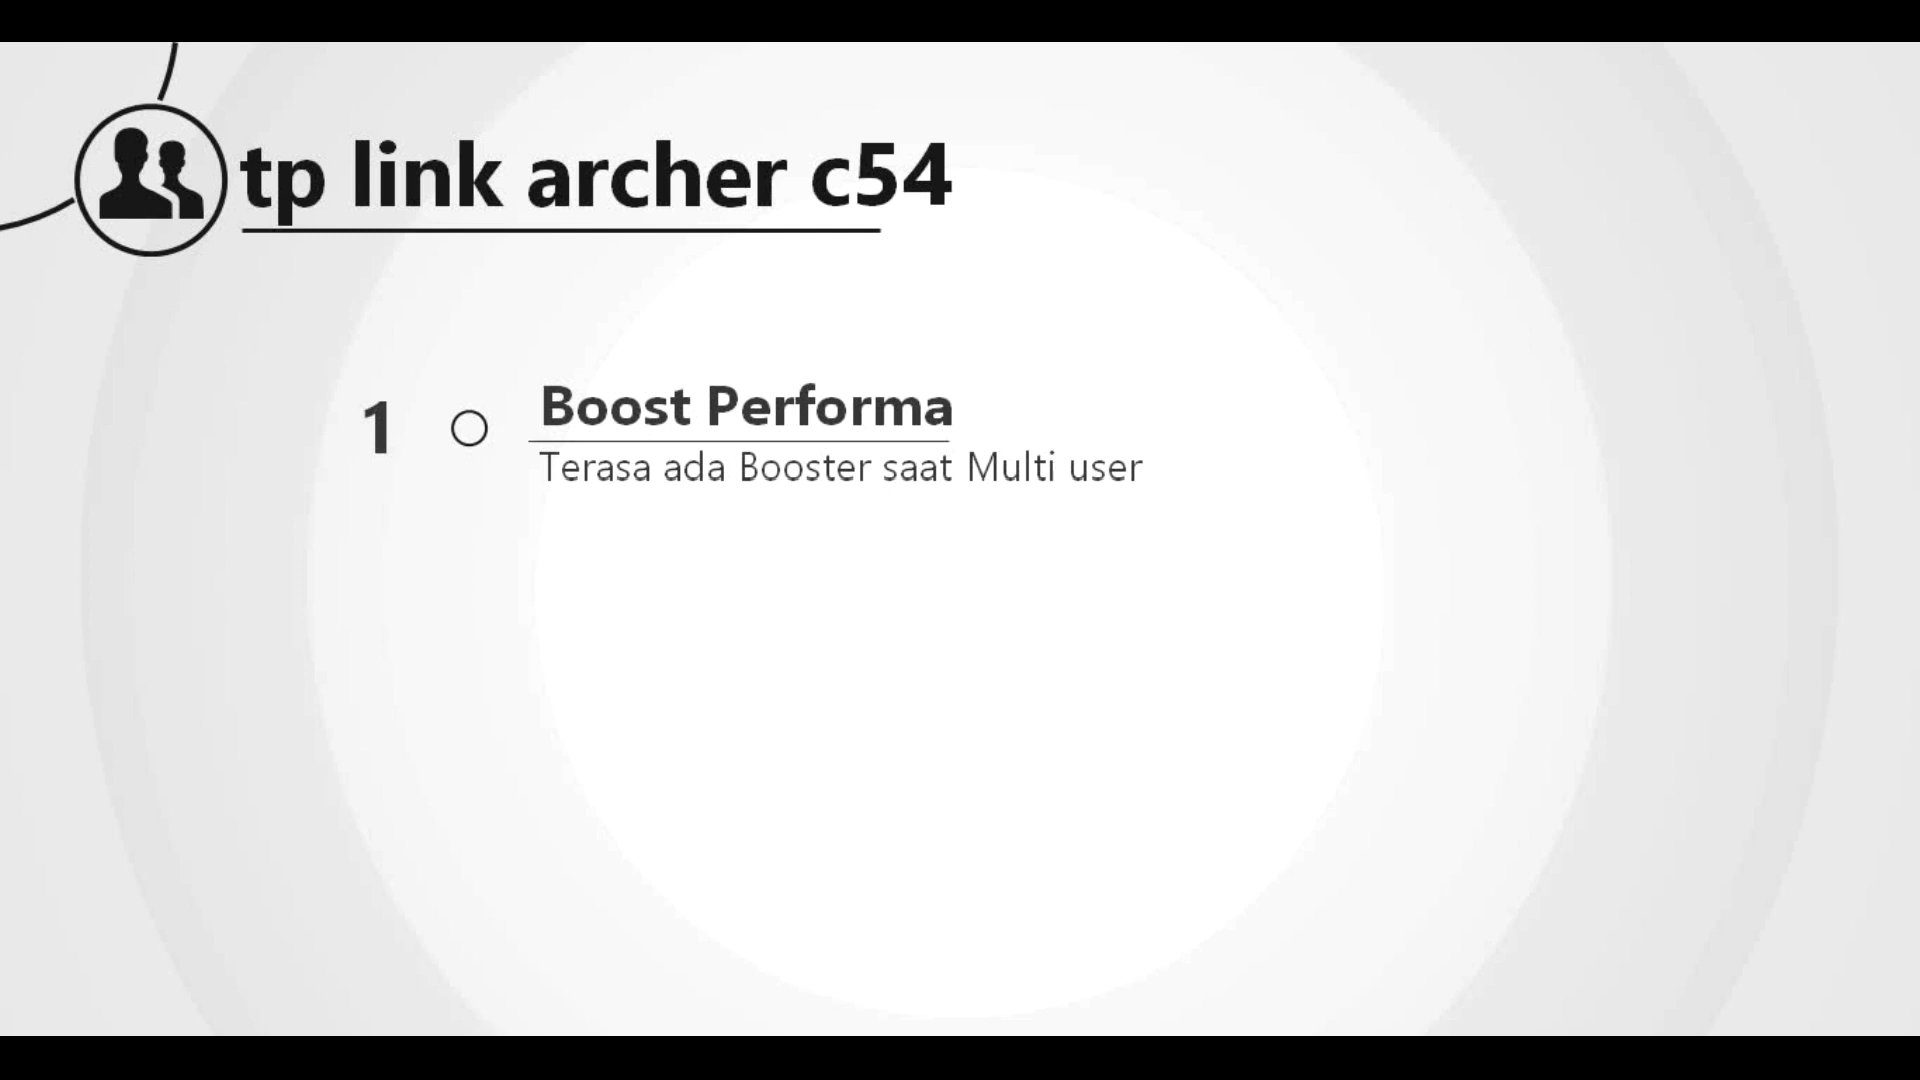 tp link archer c54
1
Boost Performa
Terasa ada Booster saat Multi user